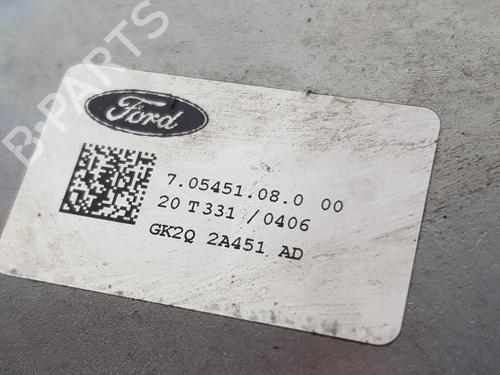 B-PARTS
Ford
7.05451.08.0 00
20 T331 / 0406
GK2Q 2A451 AD